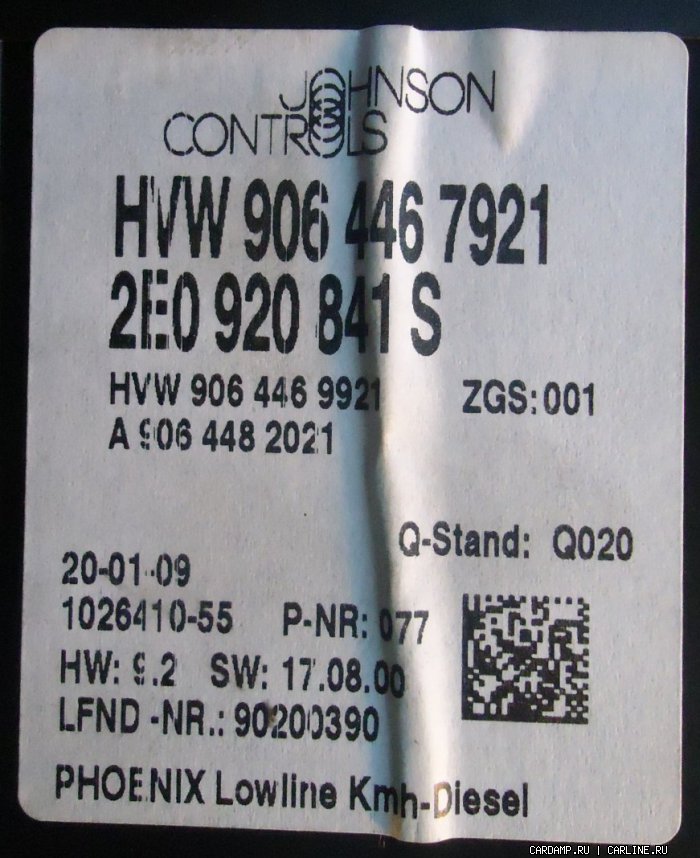 JOHNSON
CONTROLS
HVW 906 446 7921
2E0 920 841 S
HVW 906 446 9921 ZGS:001
A 906 448 2021
Q-Stand: Q020
20-01-09
1026410-55 P-NR: 077
HW: 9.2 SW: 17.08.00
LFND-NR.: 90200390
PHOENIX Lowline Kmh-Diesel
CARDAMP.RU | CARLINE.RU